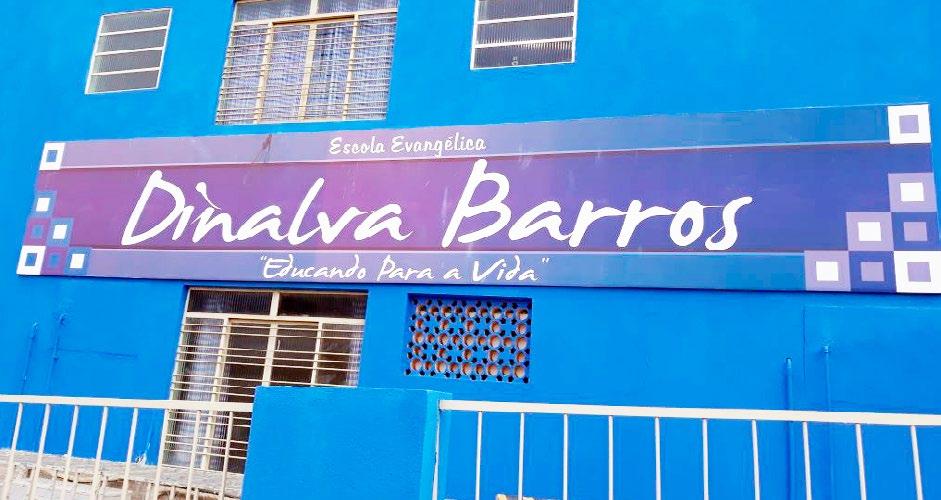 Escola Evangélica
Dinalva Barros
"Educando Para a Vida"